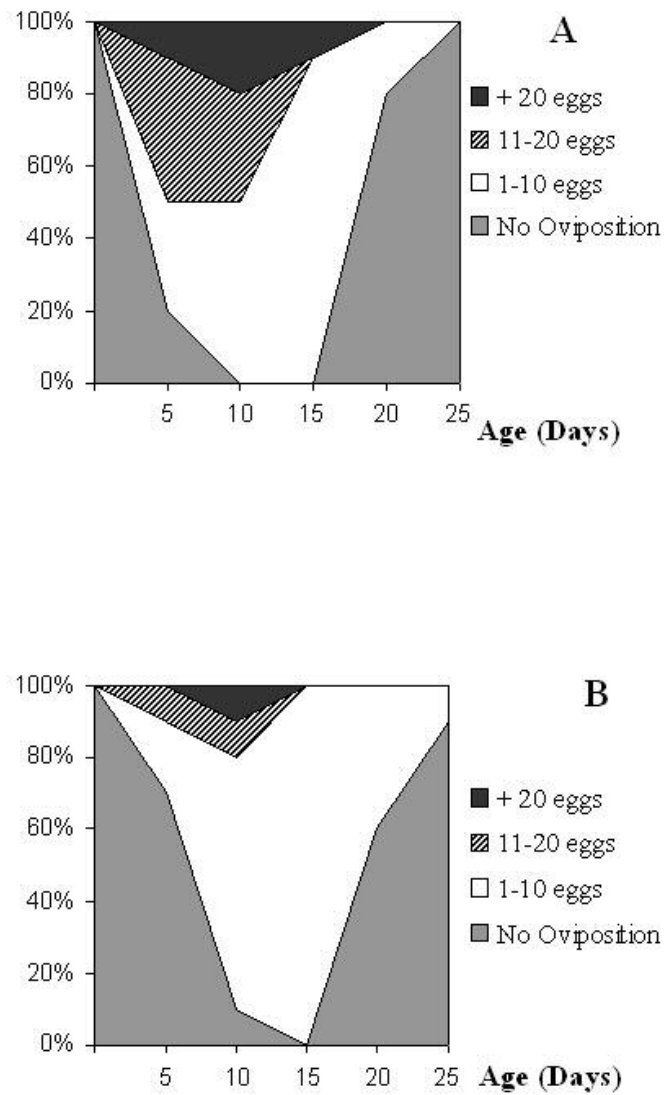 A
100%
80%
60%
40%
20%
0%
+ 20 eggs
11-20 eggs
1-10 eggs
No Oviposition
5 10 15 20 25
Age (Days)
B
100%
80%
60%
40%
20%
0%
+ 20 eggs
11-20 eggs
1-10 eggs
No Oviposition
5 10 15 20 25
Age (Days)